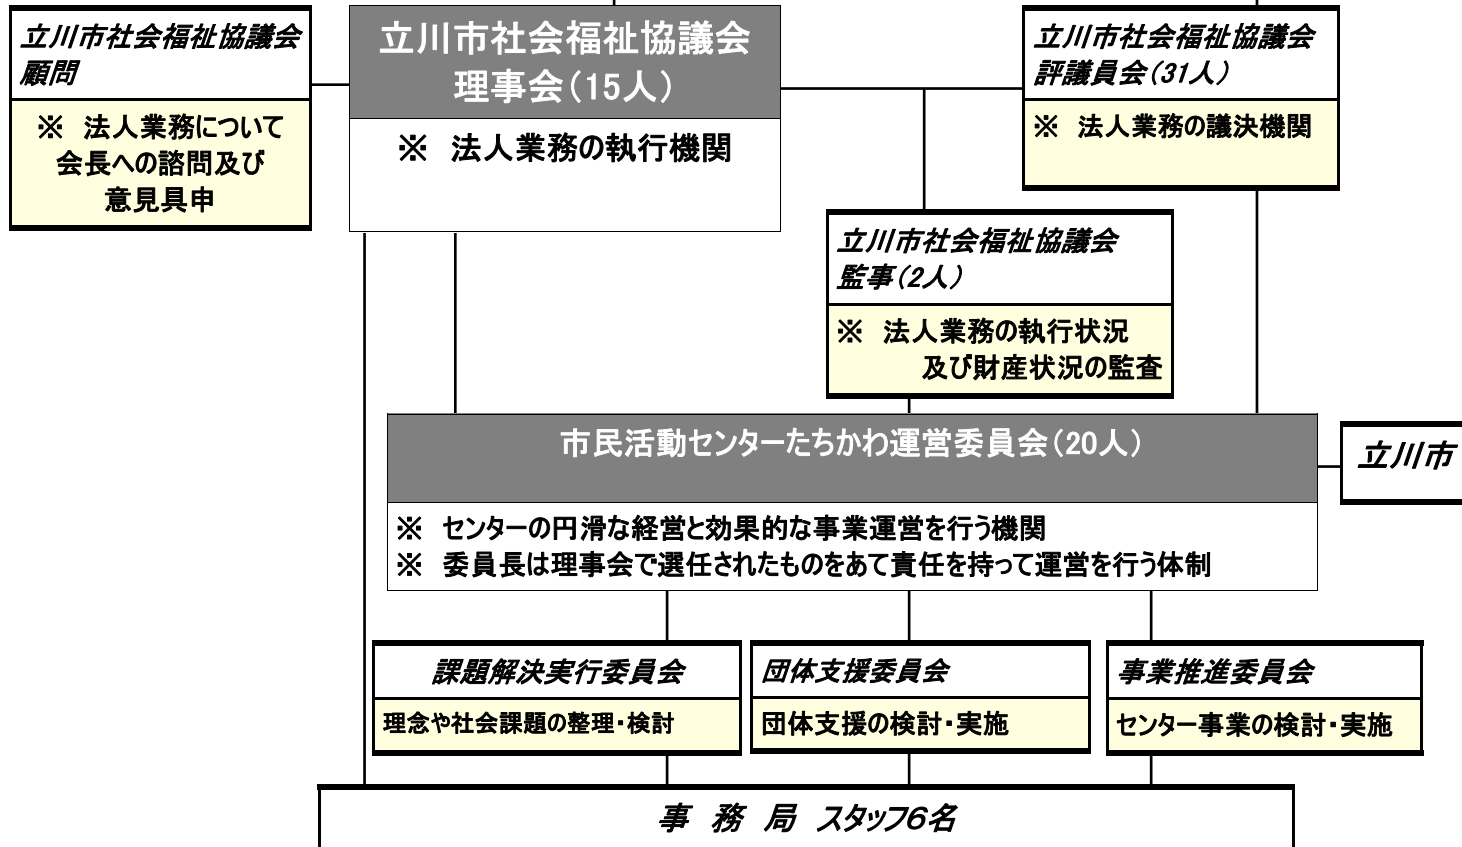 立川市社会福祉協議会
顧問
※　法人業務について
会長への諮問及び
意見具申
立川市社会福祉協議会
理事会（15人）
※　法人業務の執行機関
立川市社会福祉協議会
評議員会（31人）
※　法人業務の議決機関
立川市社会福祉協議会
監事（2人）
※　法人業務の執行状況
及び財産状況の監査
市民活動センターたちかわ運営委員会（20人）
※　センターの円滑な経営と効果的な事業運営を行う機関
※　委員長は理事会で選任されたものをあて責任を持って運営を行う体制
立川市
課題解決実行委員会
理念や社会課題の整理・検討
団体支援委員会
団体支援の検討・実施
事業推進委員会
センター事業の検討・実施
事　務　局　スタッフ6名